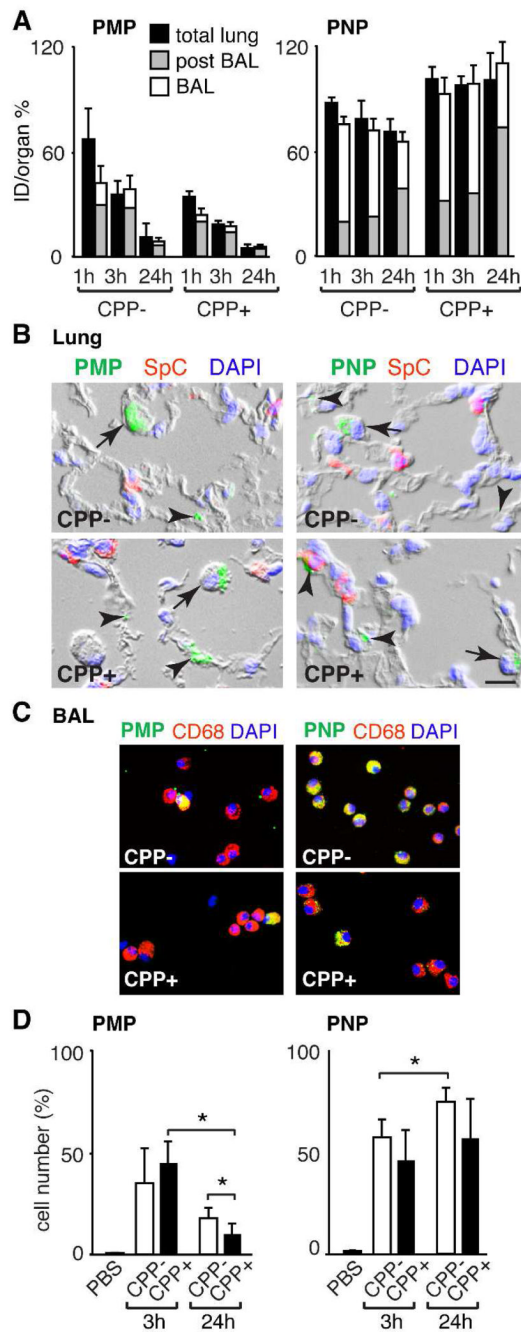 A PMP PNP
total lung
post BAL
BAL
ID/organ %
120
60
0
1h 3h 24h 1h 3h 24h
CPP- CPP+
120
60
0
1h 3h 24h 1h 3h 24h
CPP- CPP+
B Lung
PMP SpC DAPI
PNP SpC DAPI
CPP-
CPP-
CPP+
CPP+
C BAL
PMP CD68 DAPI
PNP CD68 DAPI
CPP-
CPP-
CPP+
CPP+
D PMP PNP
cell number (%)
100
50
0
*
*
PBS CPP- CPP+ CPP- CPP+
3h 24h
100
50
0
*
PBS CPP- CPP+ CPP- CPP+
3h 24h